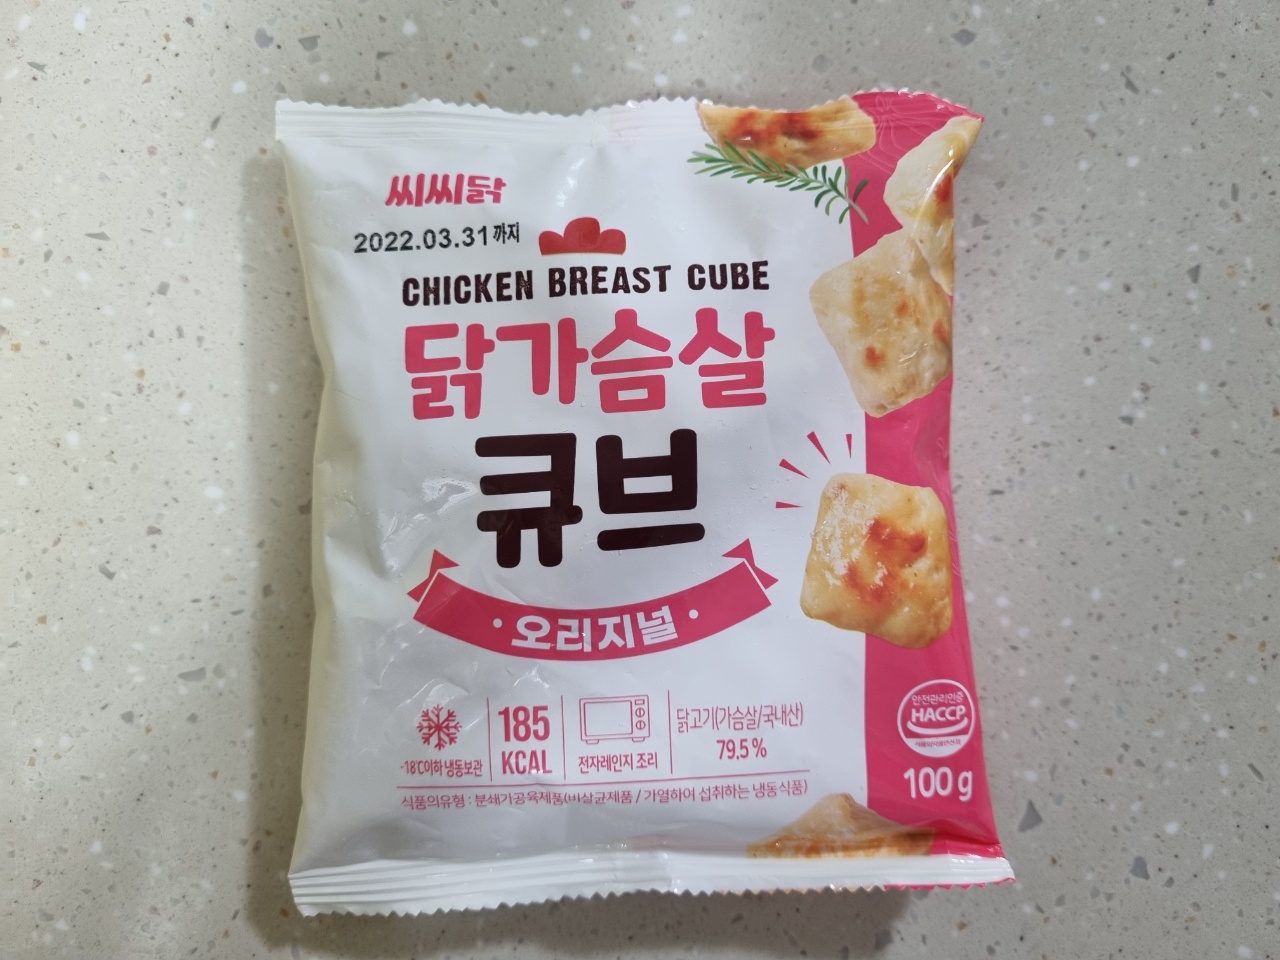 씨씨닭
2022.03.31까지
CHICKEN BREAST CUBE
닭가슴살
큐브
·오리지널·
-18℃이하 냉동보관
185
KCAL
전자레인지 조리
닭고기(가슴살/국내산)
79.5%
식품의유형 : 분쇄가공육제품(비살균제품 / 가열하여 섭취하는 냉동식품)
안전관리인증
HACCP
100g